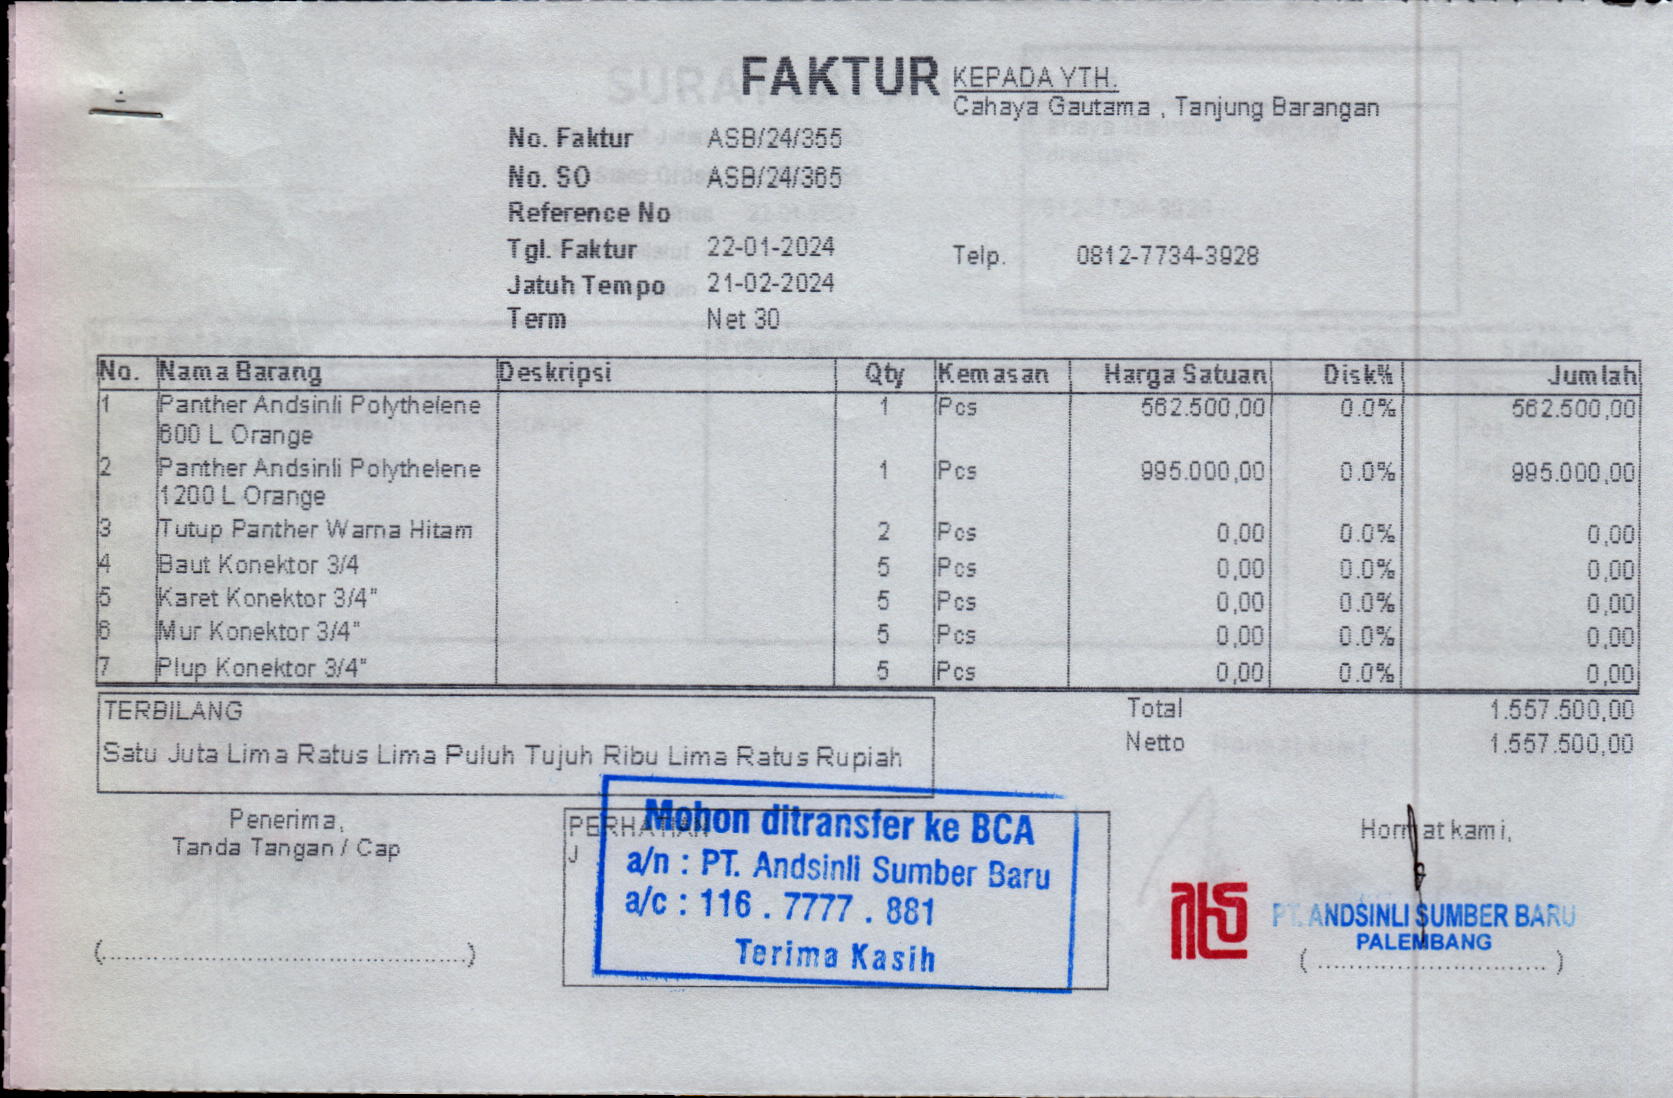 FAKTUR
KEPADA YTH.
Cahaya Gautama , Tanjung Barangan
No. Faktur ASB/24/355
No. SO ASB/24/365
Reference No
Tgl. Faktur 22-01-2024
Telp. 0812-7734-3928
Jatuh Tempo 21-02-2024
Term Net 30
No. Nama Barang Deskripsi Qty Kemasan Harga Satuan Disk% Jumlah
1 Panther Andsinli Polythelene 1 Pcs 562.500,00 0.0% 562.500,00
600 L Orange
2 Panther Andsinli Polythelene 1 Pcs 995.000,00 0.0% 995.000,00
1200 L Orange
3 Tutup Panther Warna Hitam 2 Pcs 0,00 0.0% 0,00
4 Baut Konektor 3/4 5 Pcs 0,00 0.0% 0,00
5 Karet Konektor 3/4" 5 Pcs 0,00 0.0% 0,00
6 Mur Konektor 3/4" 5 Pcs 0,00 0.0% 0,00
7 Plup Konektor 3/4" 5 Pcs 0,00 0.0% 0,00
TERBILANG
Satu Juta Lima Ratus Lima Puluh Tujuh Ribu Lima Ratus Rupiah
Total 1.557.500,00
Netto 1.557.500,00
Penerima,
Tanda Tangan / Cap
(..............................................)
PERHATIAN
J
Mohon ditransfer ke BCA
a/n : PT. Andsinli Sumber Baru
a/c : 116 . 7777 . 881
Terima Kasih
Hormat kami,
PT. ANDSINLI SUMBER BARU
PALEMBANG
( ............................. )